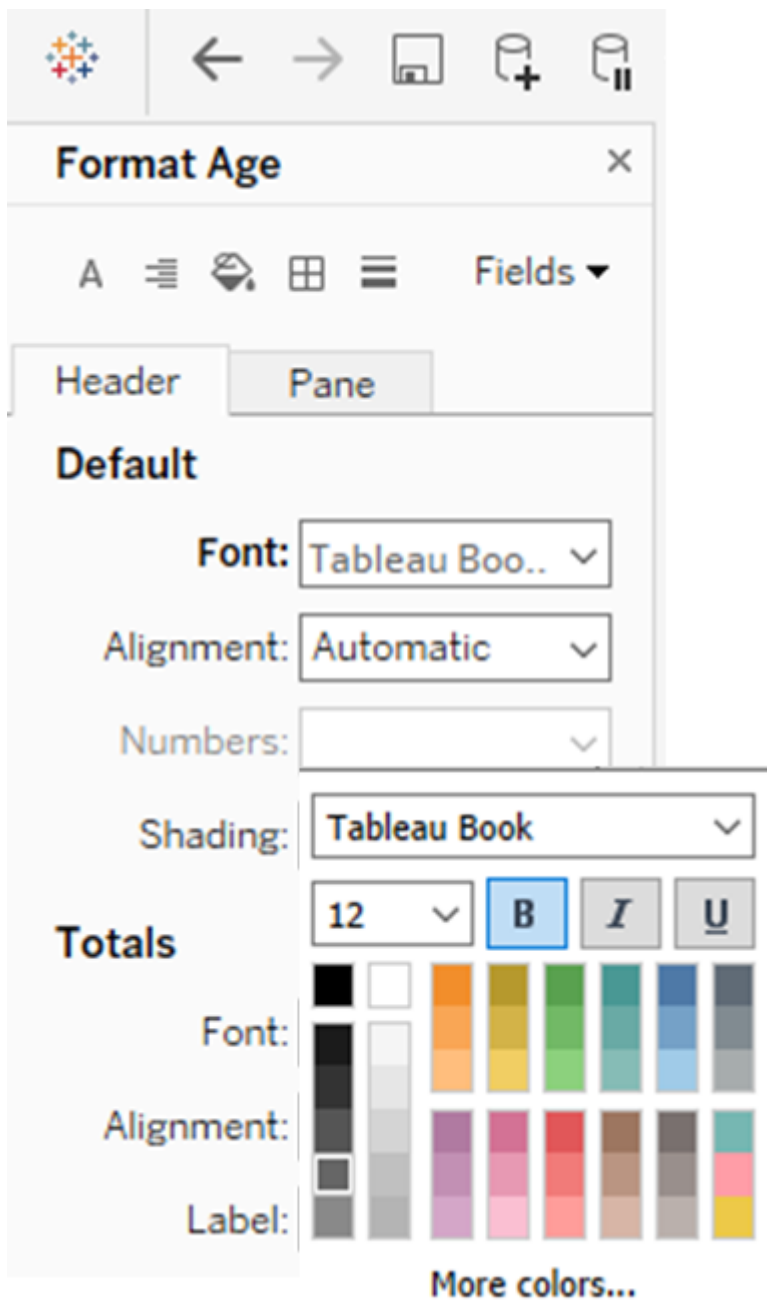 Format Age
A Fields
Header Pane
Default
Font: Tableau Boo..
Alignment: Automatic
Numbers:
Shading: Tableau Book
12 B I U
Totals
Font:
Alignment:
Label:
More colors...